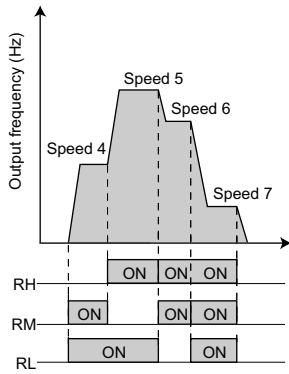 Output frequency (Hz)
Speed 5
Speed 6
Speed 4
Speed 7
RH ON ON ON
RM ON ON ON
RL ON ON